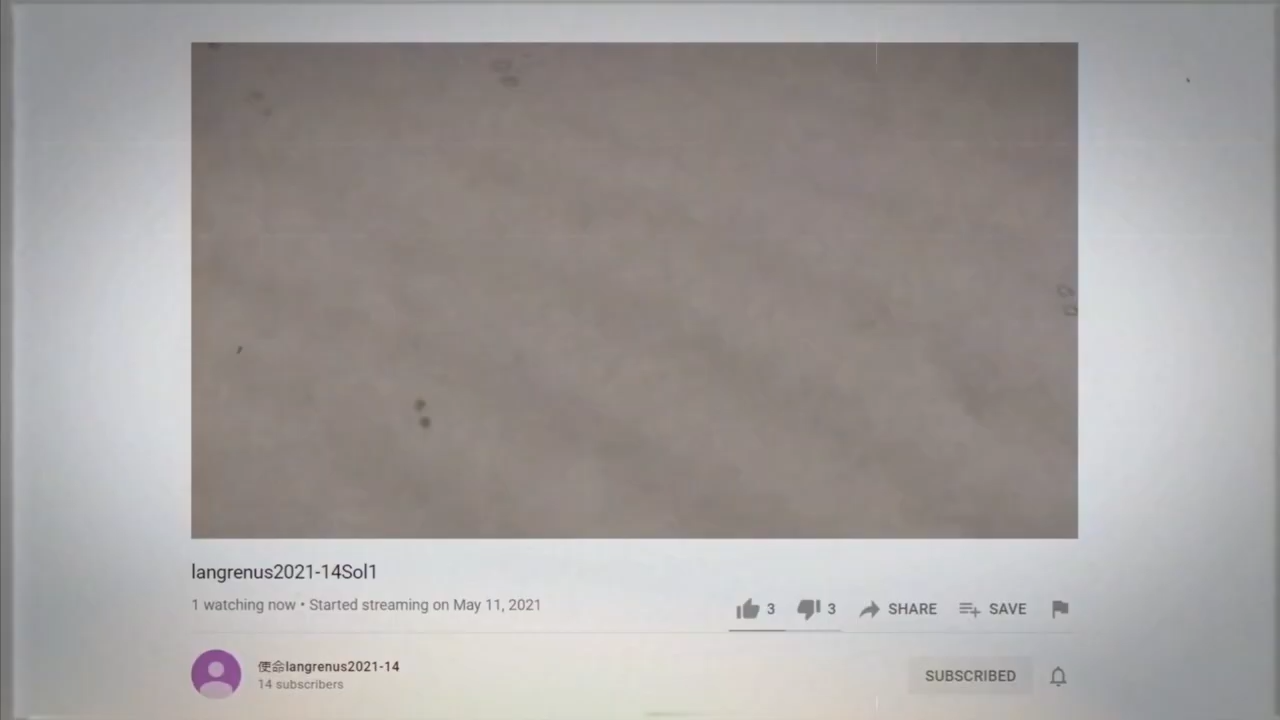 langrenus2021-14Sol1
1 watching now • Started streaming on May 11, 2021
3
3
SHARE
SAVE
使命langrenus2021-14
14 subscribers
SUBSCRIBED